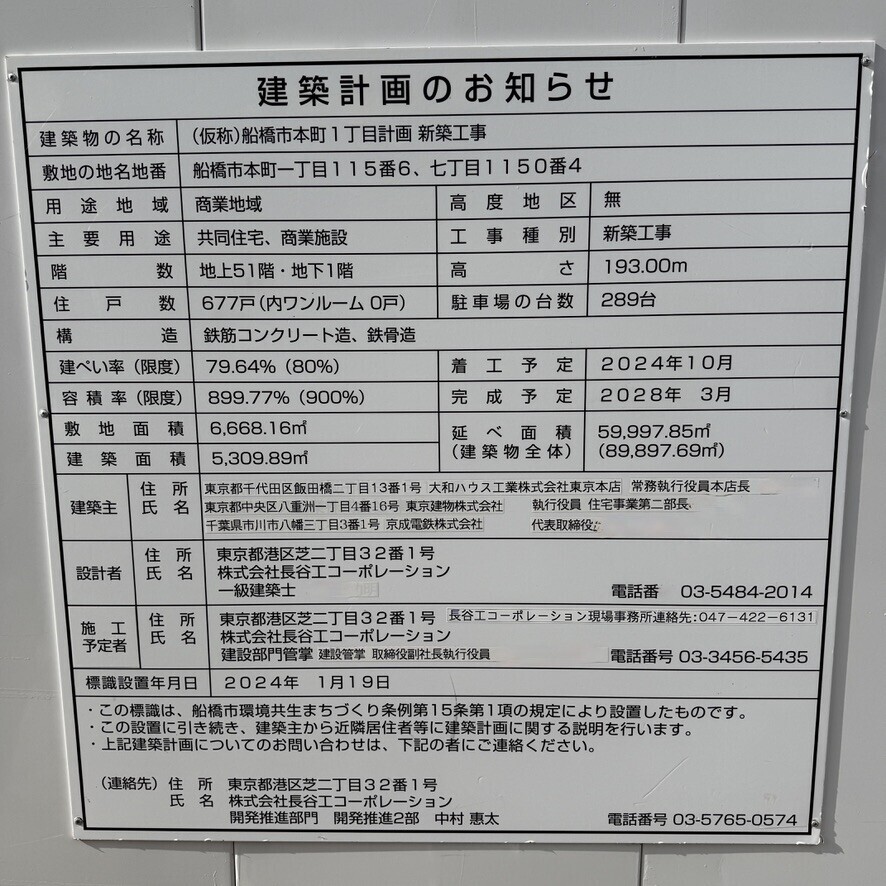 建築計画のお知らせ
建築物の名称 (仮称)船橋市本町1丁目計画 新築工事
敷地の地名地番 船橋市本町一丁目115番6、七丁目1150番4
用途地域 商業地域 高度地区 無
主要用途 共同住宅、商業施設 工事種別 新築工事
階数 地上51階・地下1階 高さ 193.00m
住戸数 677戸(内ワンルーム 0戸) 駐車場の台数 289台
構造 鉄筋コンクリート造、鉄骨造
建ぺい率(限度) 79.64%(80%) 着工予定 2024年10月
容積率(限度) 899.77%(900%) 完成予定 2028年 3月
敷地面積 6,668.16㎡ 延べ面積 59,997.85㎡
建築面積 5,309.89㎡ (建築物全体) (89,897.69㎡)
建築主 住所 氏名
東京都千代田区飯田橋二丁目13番1号 大和ハウス工業株式会社東京本店 常務執行役員本店長
東京都中央区八重洲一丁目4番16号 東京建物株式会社 執行役員 住宅事業第二部長
千葉県市川市八幡三丁目3番1号 京成電鉄株式会社 代表取締役
設計者 住所 東京都港区芝二丁目32番1号
氏名 株式会社長谷工コーポレーション
一級建築士 電話番 03-5484-2014
施工予定者 住所 東京都港区芝二丁目32番1号 長谷工コーポレーション現場事務所連絡先:047-422-6131
氏名 株式会社長谷工コーポレーション
建設部門管掌 建設管掌 取締役副社長執行役員 電話番号 03-3456-5435
標識設置年月日 2024年 1月19日
・この標識は、船橋市環境共生まちづくり条例第15条第1項の規定により設置したものです。
・この設置に引き続き、建築主から近隣居住者等に建築計画に関する説明を行います。
・上記建築計画についてのお問い合わせは、下記の者にご連絡ください。
(連絡先) 住所 東京都港区芝二丁目32番1号
氏名 株式会社長谷工コーポレーション
開発推進部門 開発推進2部 中村 惠太 電話番号 03-5765-0574